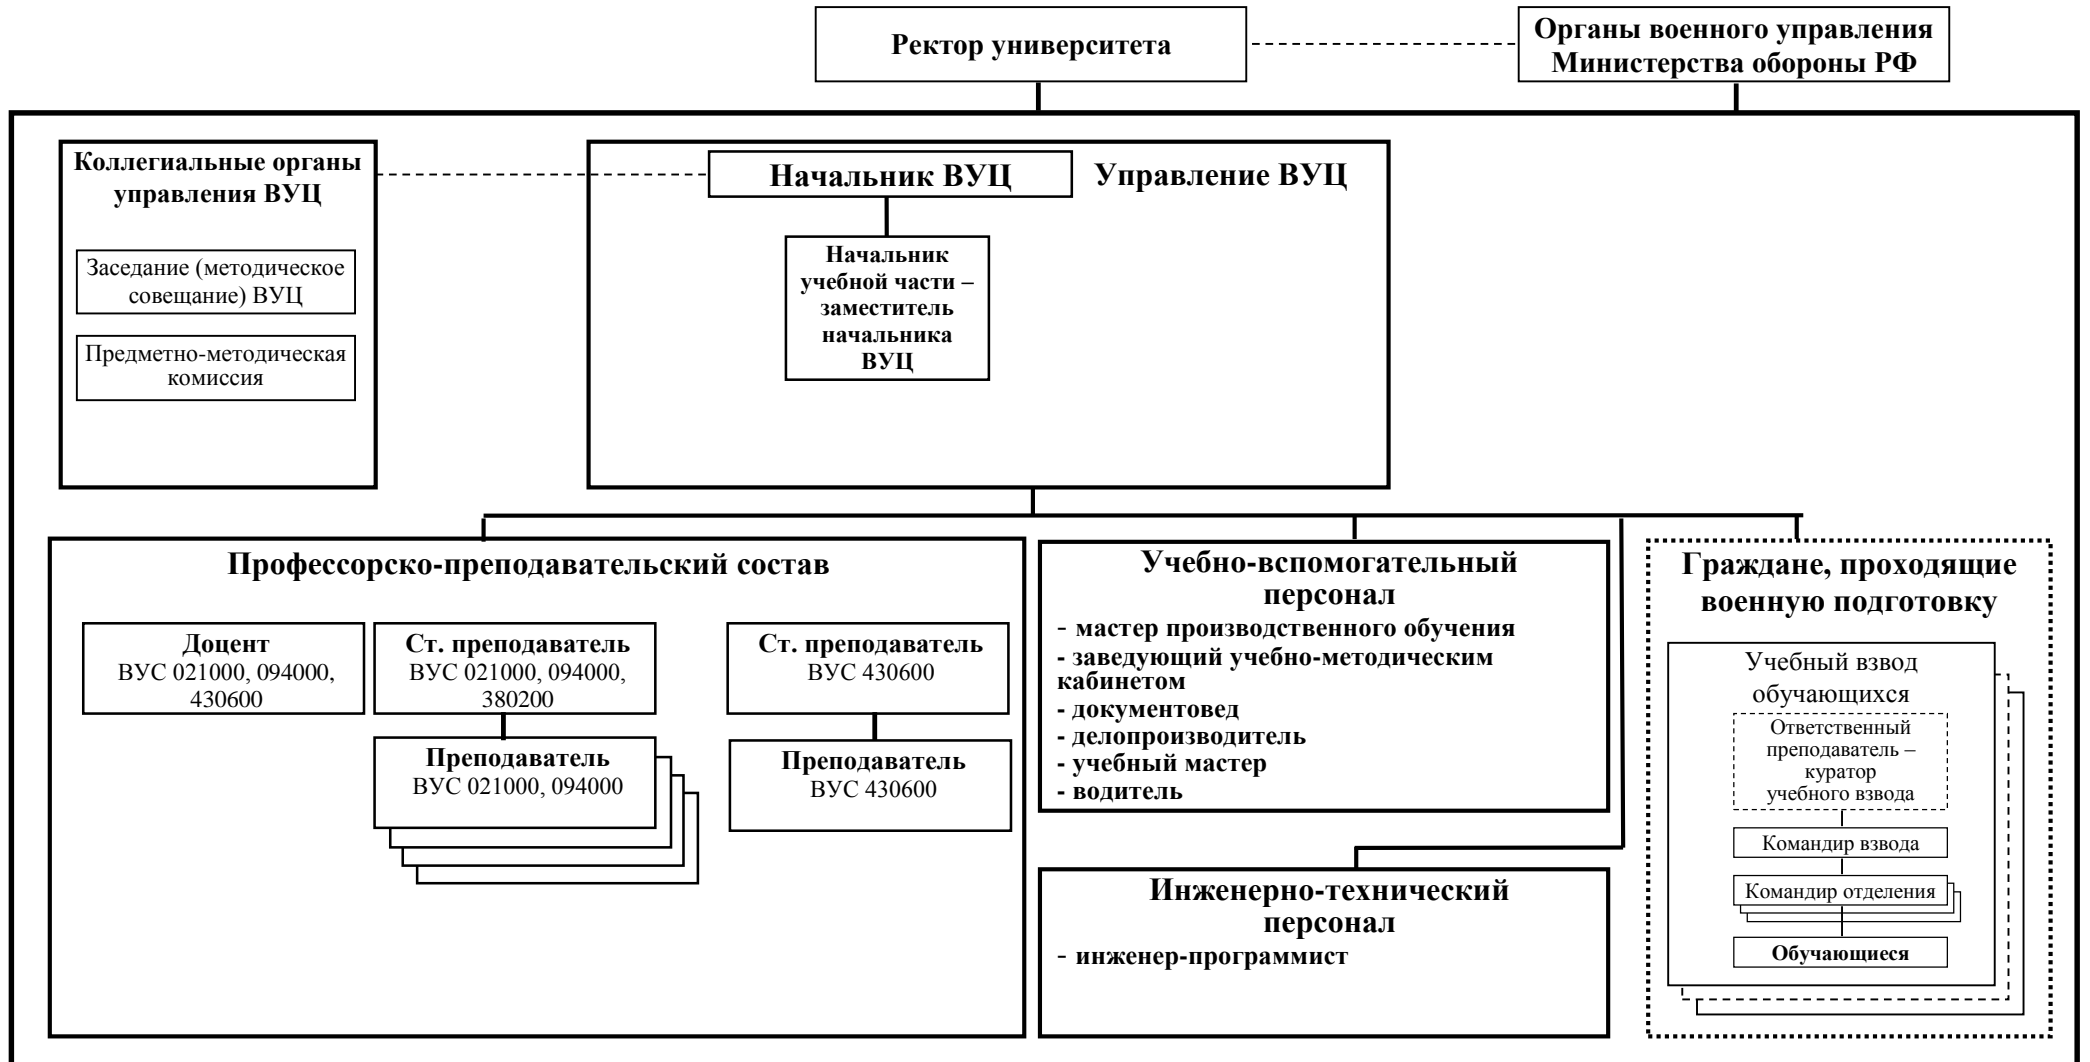 Ректор университета
Органы военного управления
Министерства обороны РФ
Коллегиальные органы
управления ВУЦ
Заседание (методическое
совещание) ВУЦ
Предметно-методическая
комиссия
Начальник ВУЦ
Управление ВУЦ
Начальник
учебной части –
заместитель
начальника
ВУЦ
Профессорско-преподавательский состав
Доцент
ВУС 021000, 094000,
430600
Ст. преподаватель
ВУС 021000, 094000,
380200
Преподаватель
ВУС 021000, 094000
Ст. преподаватель
ВУС 430600
Преподаватель
ВУС 430600
Учебно-вспомогательный
персонал
- мастер производственного обучения
- заведующий учебно-методическим
кабинетом
- документовед
- делопроизводитель
- учебный мастер
- водитель
Инженерно-технический
персонал
- инженер-программист
Граждане, проходящие
военную подготовку
Учебный взвод
обучающихся
Ответственный
преподаватель –
куратор
учебного взвода
Командир взвода
Командир отделения
Обучающиеся